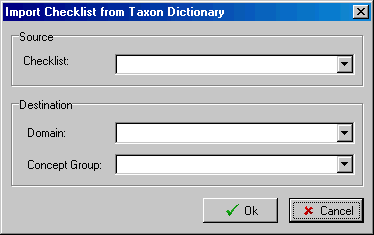 Import Checklist from Taxon Dictionary
Source
Checklist:
Destination
Domain:
Concept Group:
Ok
Cancel